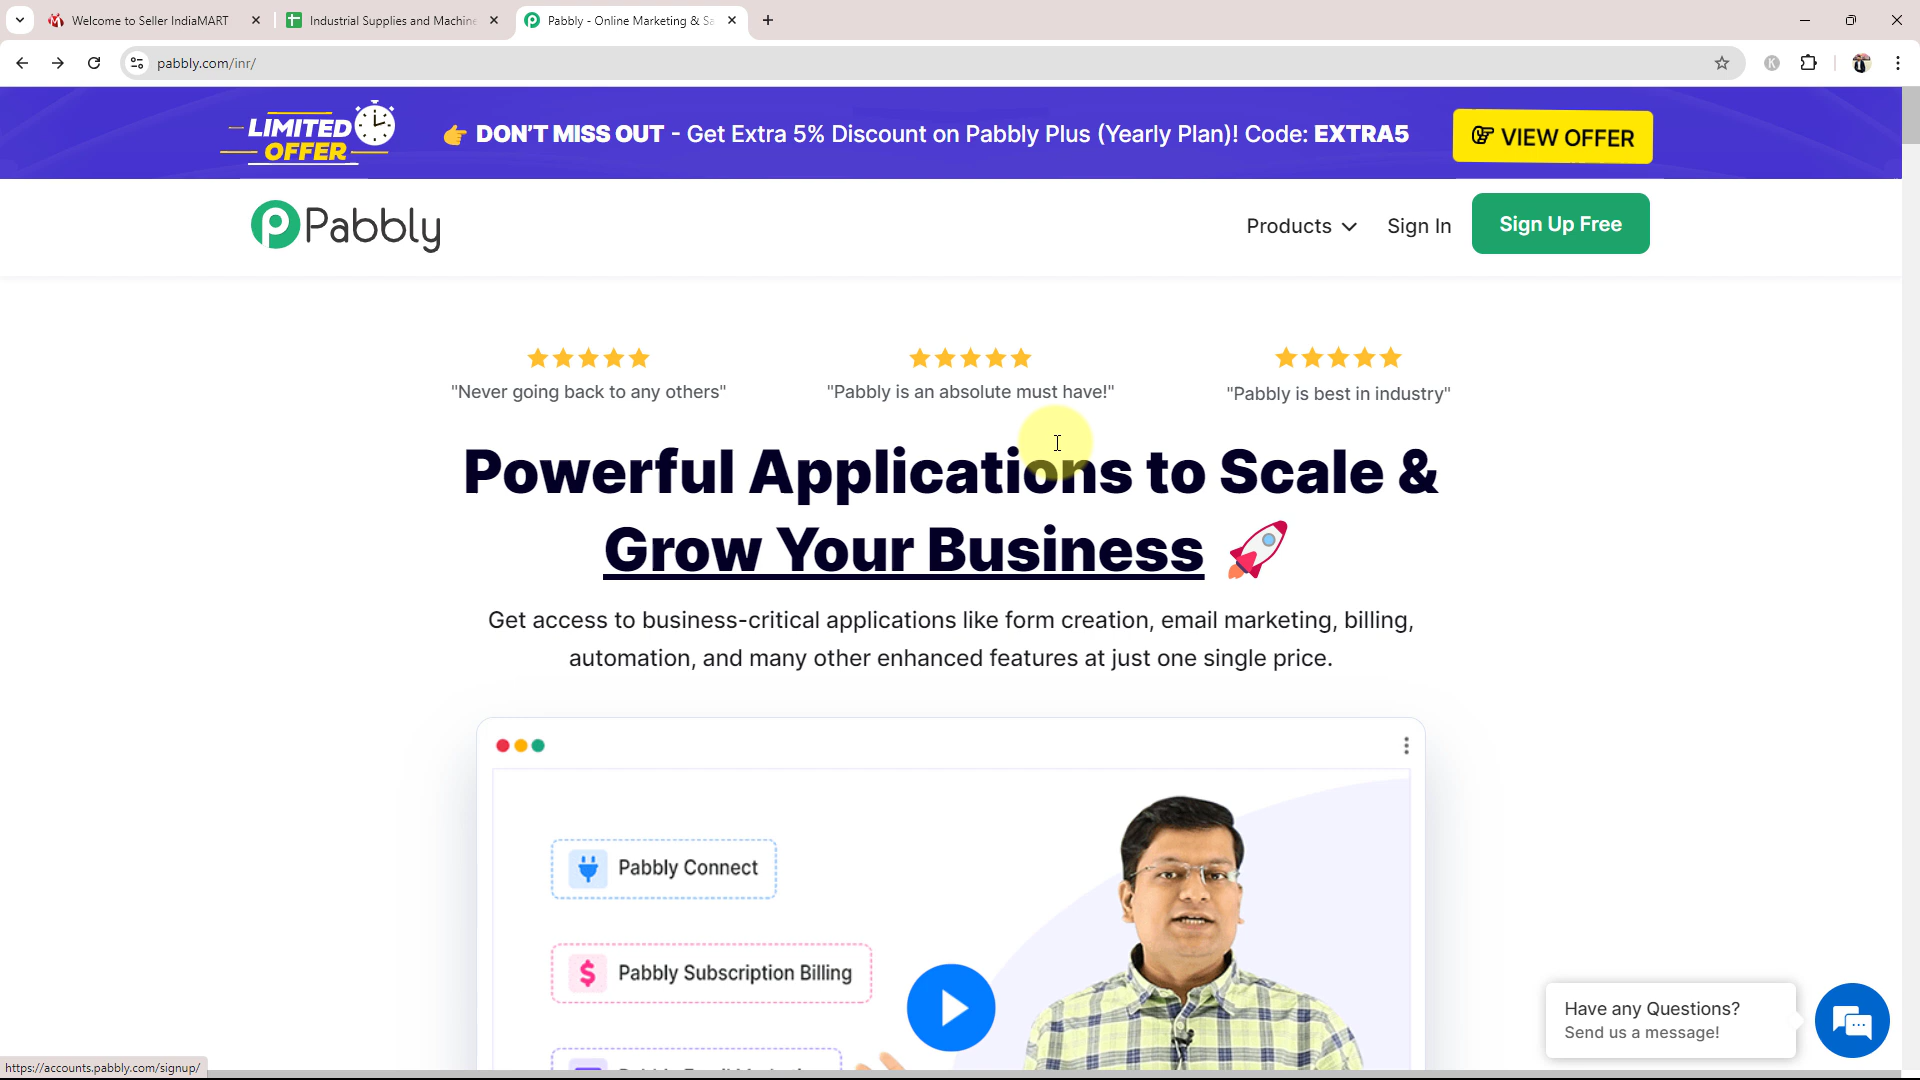 Welcome to Seller IndiaMART
Industrial Supplies and Machine
Pabbly - Online Marketing & Sa
pabbly.com/inr/
LIMITED
OFFER
DON'T MISS OUT - Get Extra 5% Discount on Pabbly Plus (Yearly Plan)! Code: EXTRA5
VIEW OFFER
Pabbly
Products
Sign In
Sign Up Free
"Never going back to any others"
"Pabbly is an absolute must have!"
"Pabbly is best in industry"
Powerful Applications to Scale &
Grow Your Business
Get access to business-critical applications like form creation, email marketing, billing,
automation, and many other enhanced features at just one single price.
Pabbly Connect
Pabbly Subscription Billing
Have any Questions?
Send us a message!
https://accounts.pabbly.com/signup/